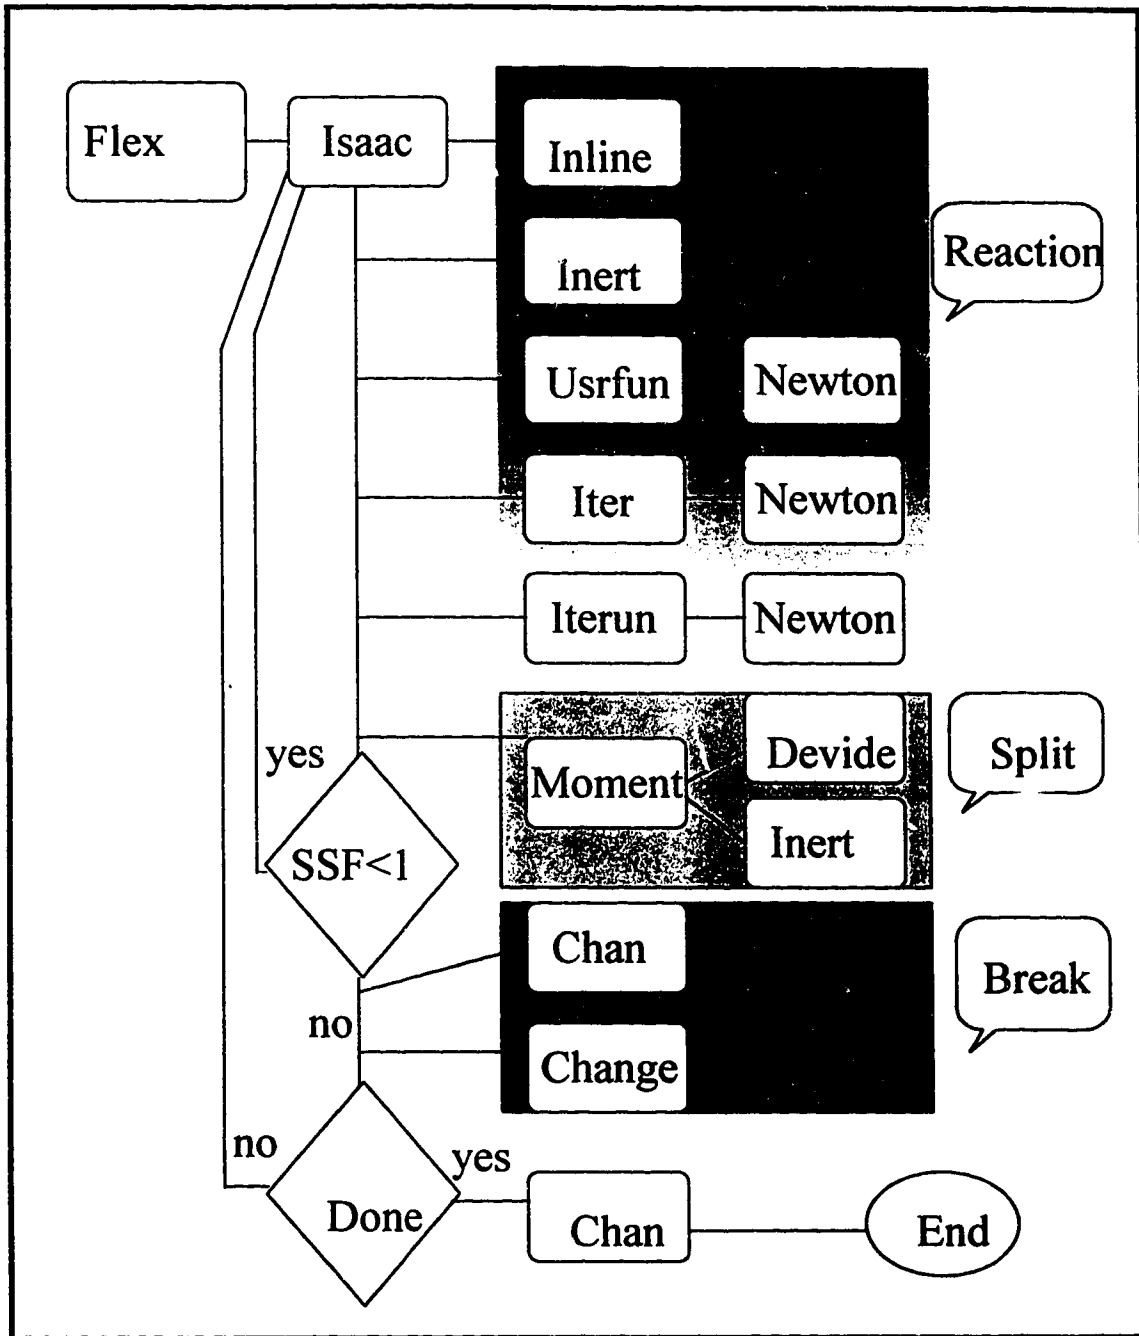 Flex
Isaac
Inline
Inert
Reaction
Usrfun
Newton
Iter
Newton
Iterun
Newton
yes
Moment
Devide
Split
Inert
SSF<1
Chan
no
Break
Change
no
yes
Done
Chan
End